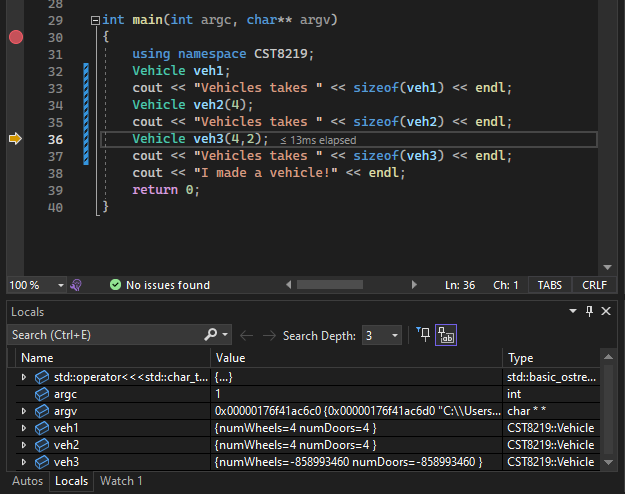 28
29 int main(int argc, char** argv)
30 {
31 using namespace CST8219;
32 Vehicle veh1;
33 cout << "Vehicles takes " << sizeof(veh1) << endl;
34 Vehicle veh2(4);
35 cout << "Vehicles takes " << sizeof(veh2) << endl;
36 Vehicle veh3(4,2); ≤ 13ms elapsed
37 cout << "Vehicles takes " << sizeof(veh3) << endl;
38 cout << "I made a vehicle!" << endl;
39 return 0;
40 }
100 % No issues found Ln: 36 Ch: 1 TABS CRLF
Locals
Search (Ctrl+E) Search Depth: 3
Name Value Type
std::operator<<<std::char_t... {...} std::basic_ostre...
argc 1 int
argv 0x00000176f41ac6c0 {0x00000176f41ac6d0 "C:\\Users... char * *
veh1 {numWheels=4 numDoors=4 } CST8219::Vehicle
veh2 {numWheels=4 numDoors=4 } CST8219::Vehicle
veh3 {numWheels=-858993460 numDoors=-858993460 } CST8219::Vehicle
Autos Locals Watch 1